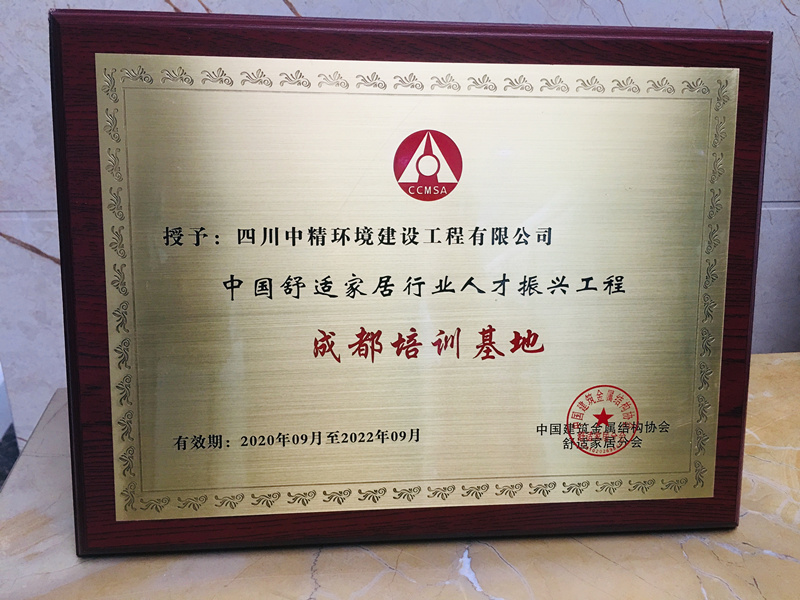 CCMSA
授予：四川中精环境建设工程有限公司
中国舒适家居行业人才振兴工程
成都培训基地
有效期：2020年09月至2022年09月
中国建筑金属结构协会
舒适家居分会